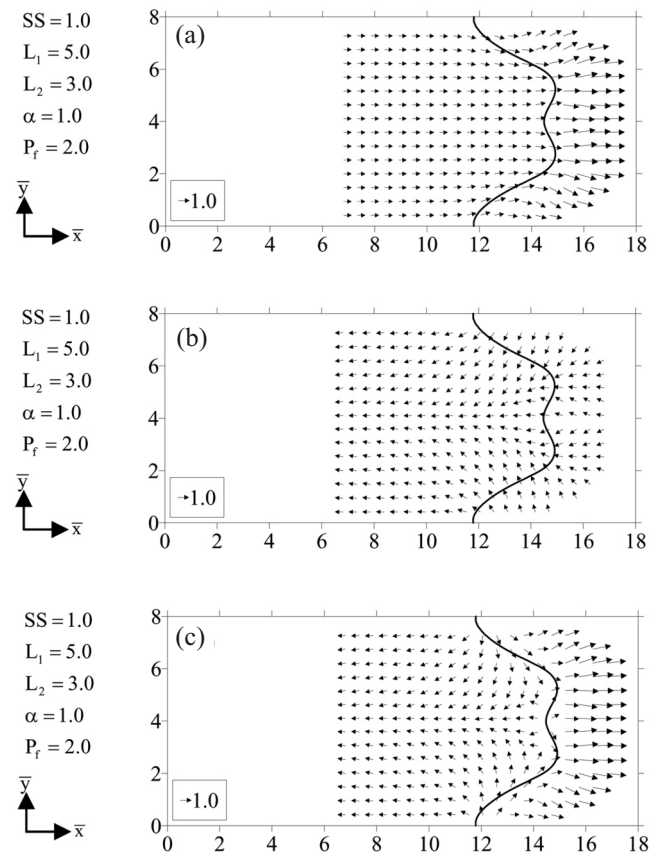 SS = 1.0
L₁ = 5.0
L₂ = 3.0
α = 1.0
P_f = 2.0
ȳ
x̄
(a)
8
6
4
2
0
→1.0
0 2 4 6 8 10 12 14 16 18
SS = 1.0
L₁ = 5.0
L₂ = 3.0
α = 1.0
P_f = 2.0
ȳ
x̄
(b)
8
6
4
2
0
→1.0
0 2 4 6 8 10 12 14 16 18
SS = 1.0
L₁ = 5.0
L₂ = 3.0
α = 1.0
P_f = 2.0
ȳ
x̄
(c)
8
6
4
2
0
→1.0
0 2 4 6 8 10 12 14 16 18